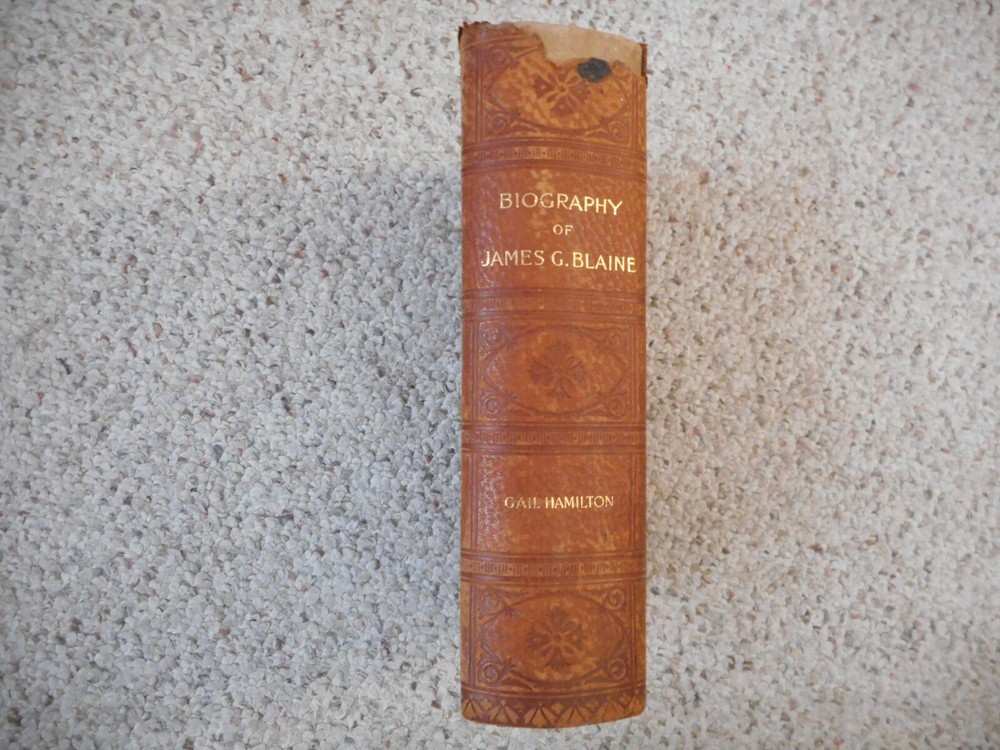 BIOGRAPHY
OF
JAMES G. BLAINE
GAIL HAMILTON